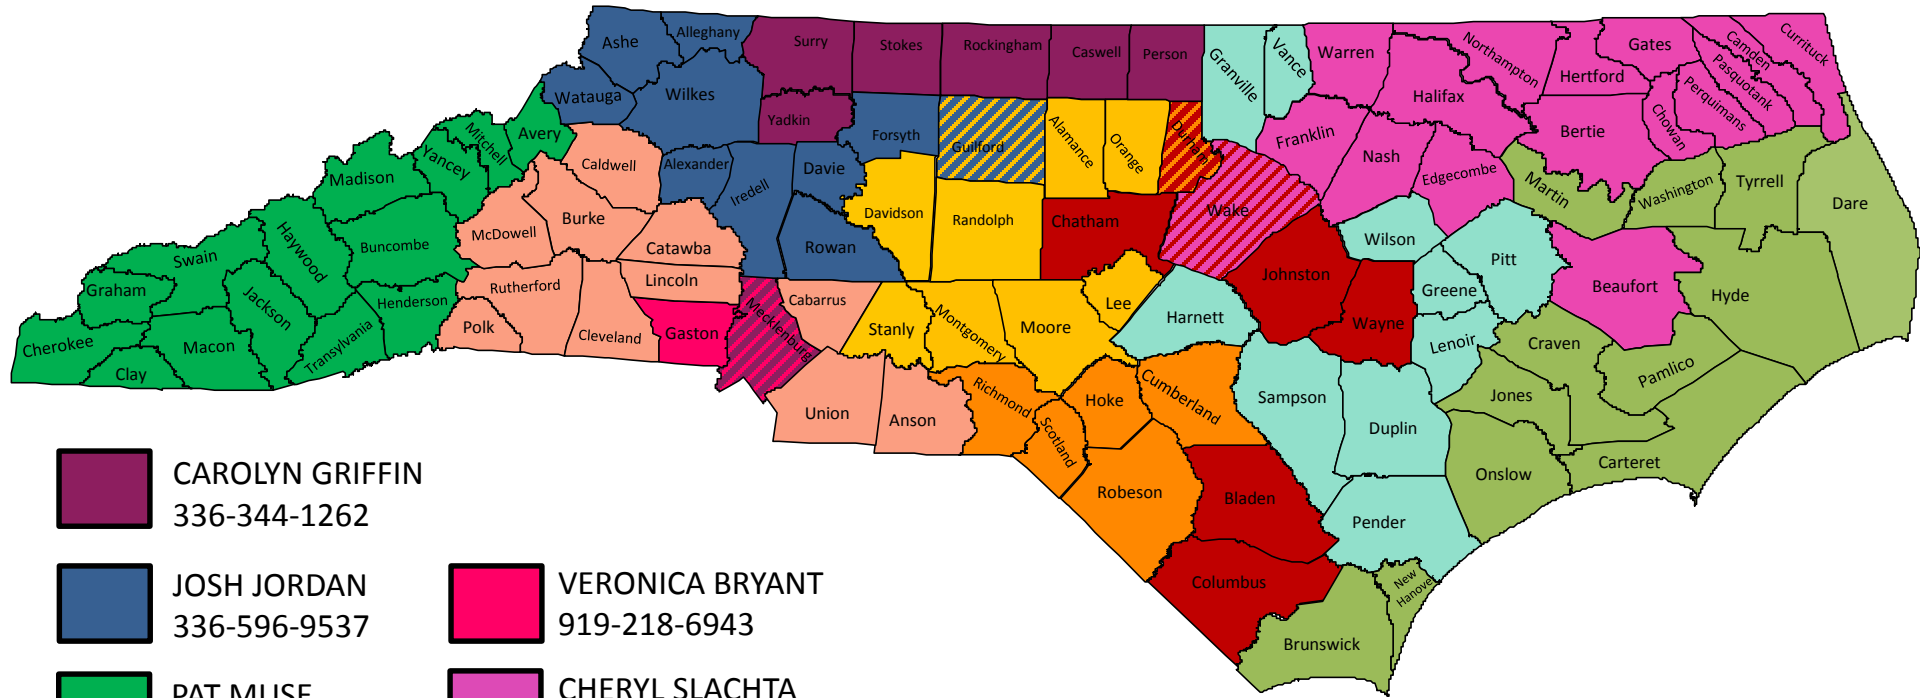 Ashe
Alleghany
Surry
Stokes
Rockingham
Caswell
Person
Granville
Vance
Warren
Northampton
Gates
Camden
Currituck
Hertford
Pasquotank
Perquimans
Chowan
Halifax
Bertie
Watauga
Wilkes
Yadkin
Forsyth
Guilford
Alamance
Orange
Durham
Franklin
Nash
Edgecombe
Martin
Washington
Tyrrell
Dare
Mitchell
Avery
Yancey
Madison
Caldwell
Alexander
Iredell
Davie
Davidson
Randolph
Chatham
Wake
Wilson
Pitt
Beaufort
Hyde
Swain
Haywood
Buncombe
McDowell
Burke
Catawba
Rowan
Johnston
Greene
Graham
Jackson
Henderson
Rutherford
Lincoln
Cabarrus
Lee
Harnett
Wayne
Lenoir
Craven
Pamlico
Cherokee
Macon
Clay
Transylvania
Polk
Cleveland
Gaston
Mecklenburg
Stanly
Montgomery
Moore
Jones
Union
Anson
Richmond
Scotland
Hoke
Cumberland
Sampson
Duplin
Onslow
Carteret
Robeson
Bladen
Pender
Columbus
New
Hanover
Brunswick
CAROLYN GRIFFIN
336-344-1262
JOSH JORDAN
336-596-9537
VERONICA BRYANT
919-218-6943
PAT MUSE
CHERYL SLACHTA